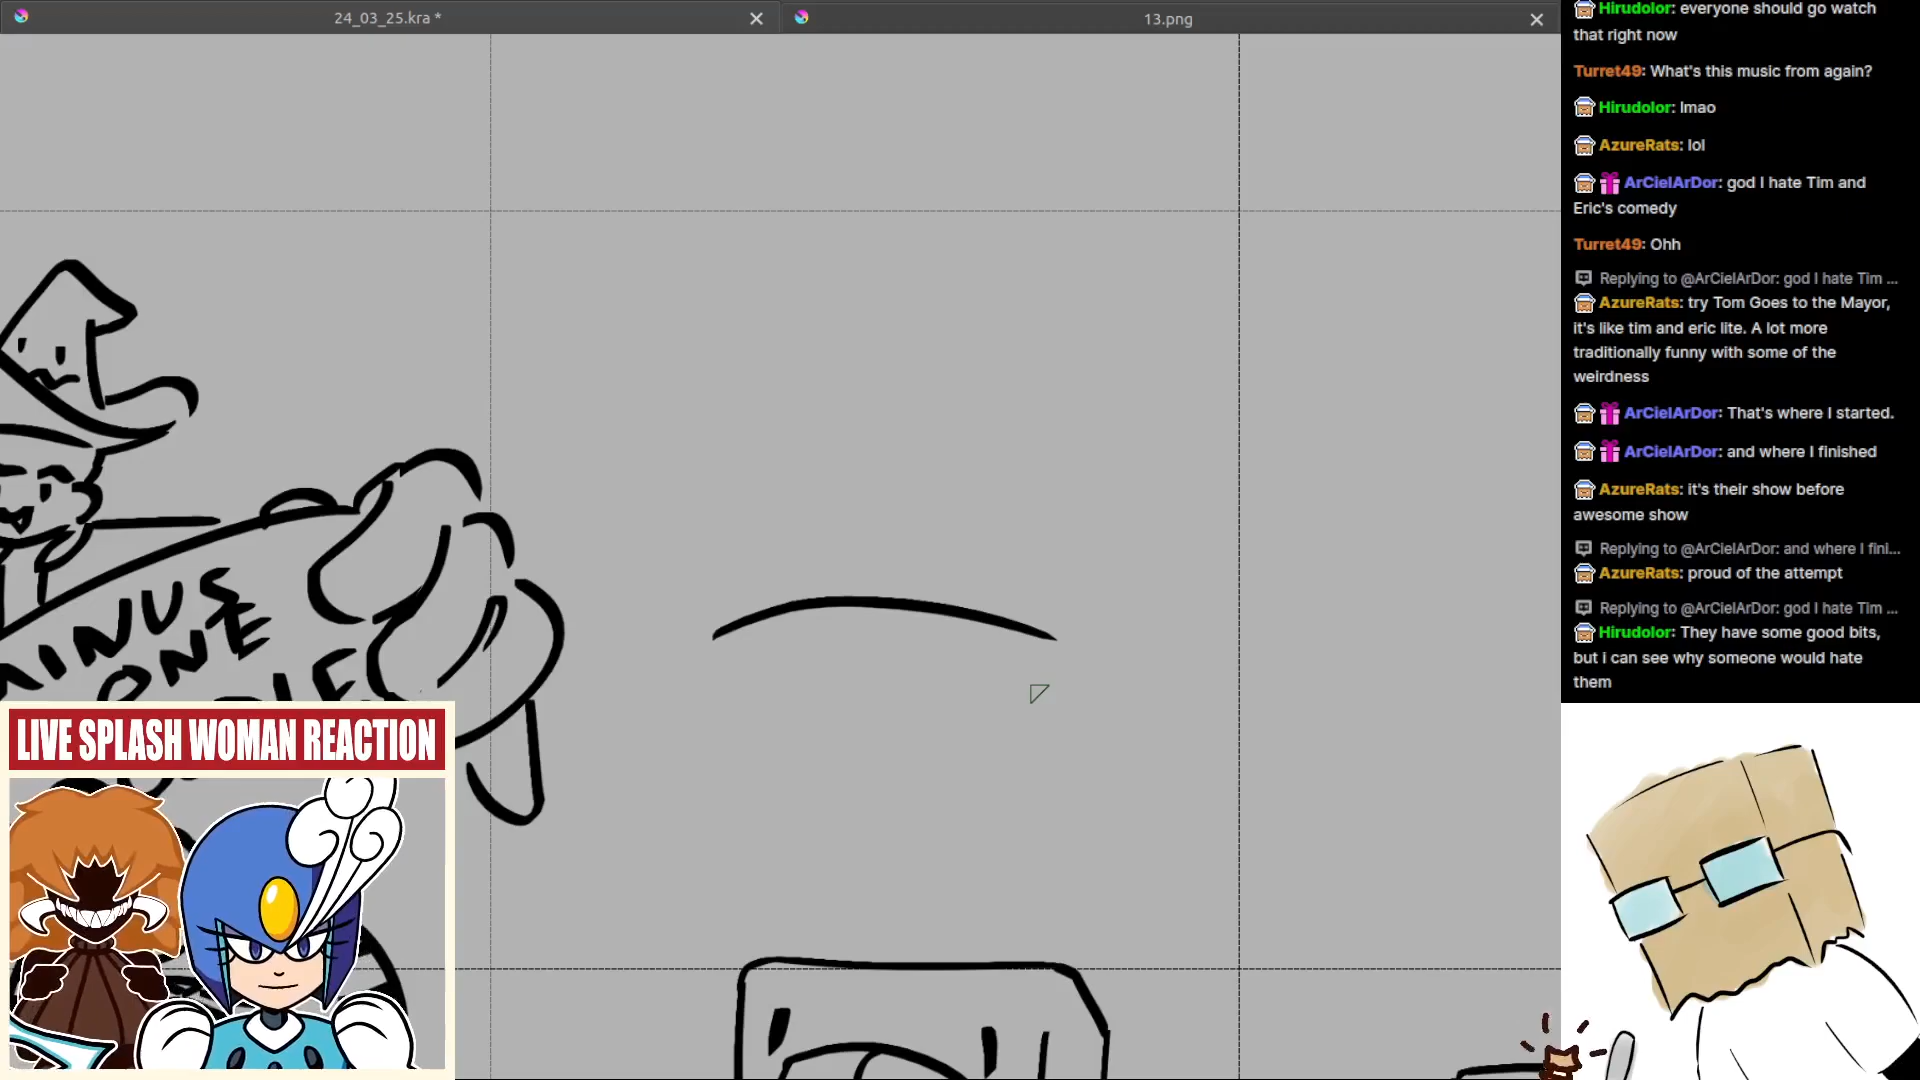 24_03_25.kra *
13.png
Hirudolor: everyone should go watch
that right now
Turret49: What's this music from again?
Hirudolor: lmao
AzureRats: lol
ArCielArDor: god I hate Tim and
Eric's comedy
Turret49: Ohh
Replying to @ArCielArDor: god I hate Tim ...
AzureRats: try Tom Goes to the Mayor,
it's like tim and eric lite. A lot more
traditionally funny with some of the
weirdness
ArCielArDor: That's where I started.
ArCielArDor: and where I finished
AzureRats: it's their show before
awesome show
Replying to @ArCielArDor: and where I fini...
AzureRats: proud of the attempt
Replying to @ArCielArDor: god I hate Tim ...
Hirudolor: They have some good bits,
but i can see why someone would hate
them
ONE
LIVE SPLASH WOMAN REACTION